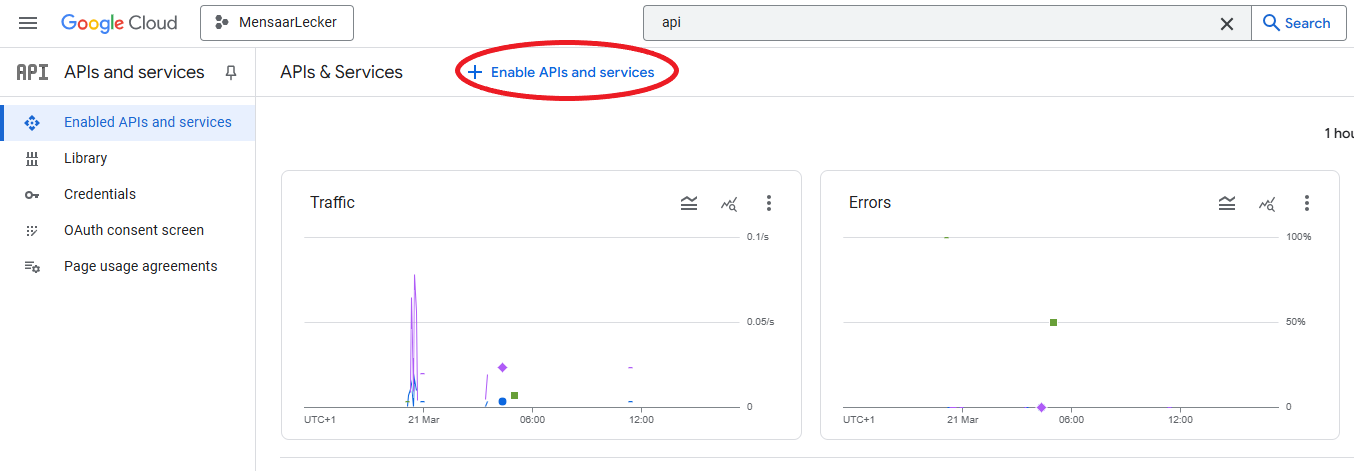 Google Cloud
MensaarLecker
api
Search
API
APIs and services
APIs & Services
Enable APIs and services
Enabled APIs and services
Library
Credentials
OAuth consent screen
Page usage agreements
1 hou
Traffic
0.1/s
0.05/s
0
UTC+1
21 Mar
06:00
12:00
Errors
100%
50%
0
UTC+1
21 Mar
06:00
12:00